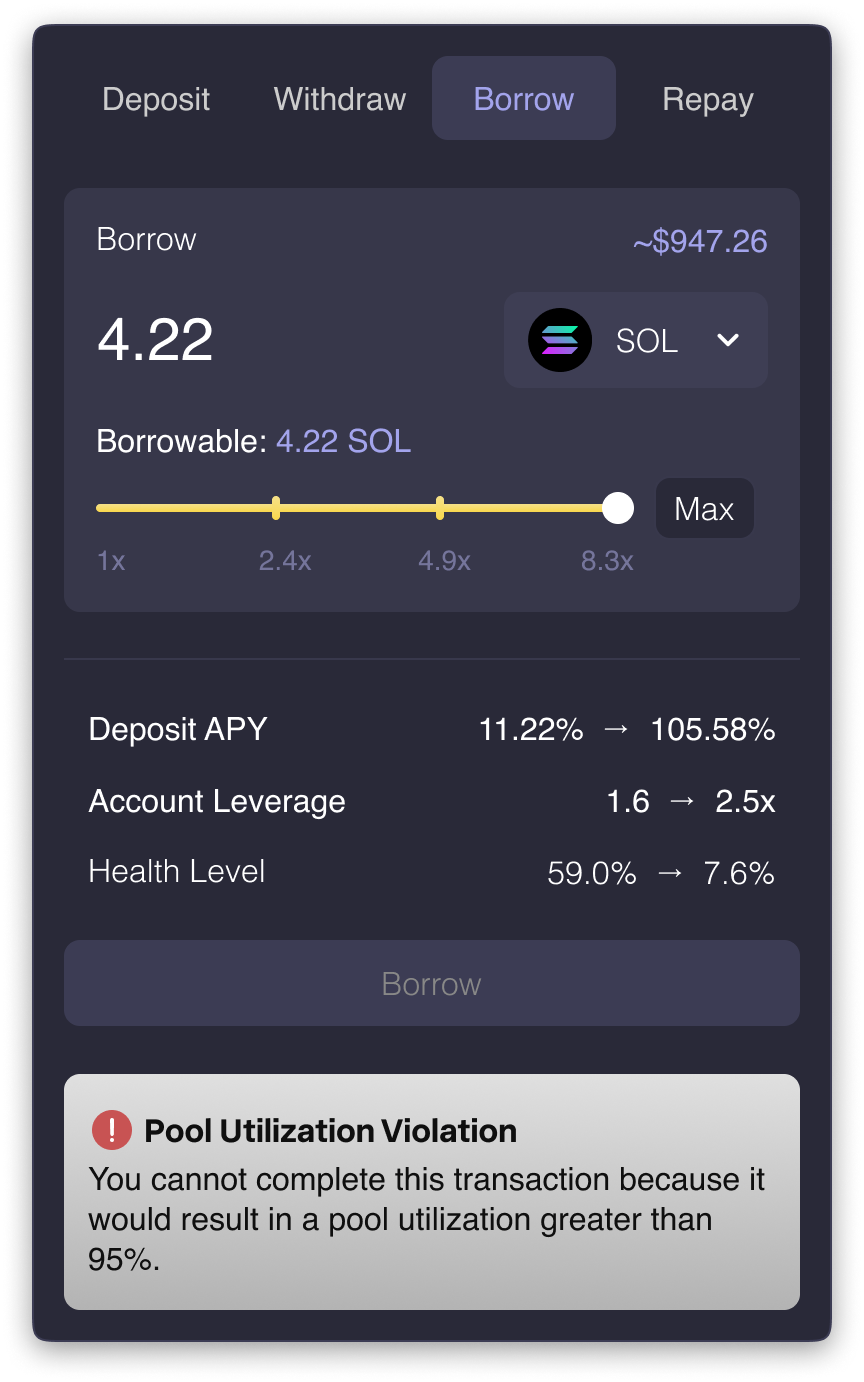 Deposit Withdraw Borrow Repay
Borrow ~$947.26
4.22 SOL
Borrowable: 4.22 SOL
Max
1x 2.4x 4.9x 8.3x
Deposit APY 11.22% → 105.58%
Account Leverage 1.6 → 2.5x
Health Level 59.0% → 7.6%
Borrow
Pool Utilization Violation
You cannot complete this transaction because it
would result in a pool utilization greater than
95%.